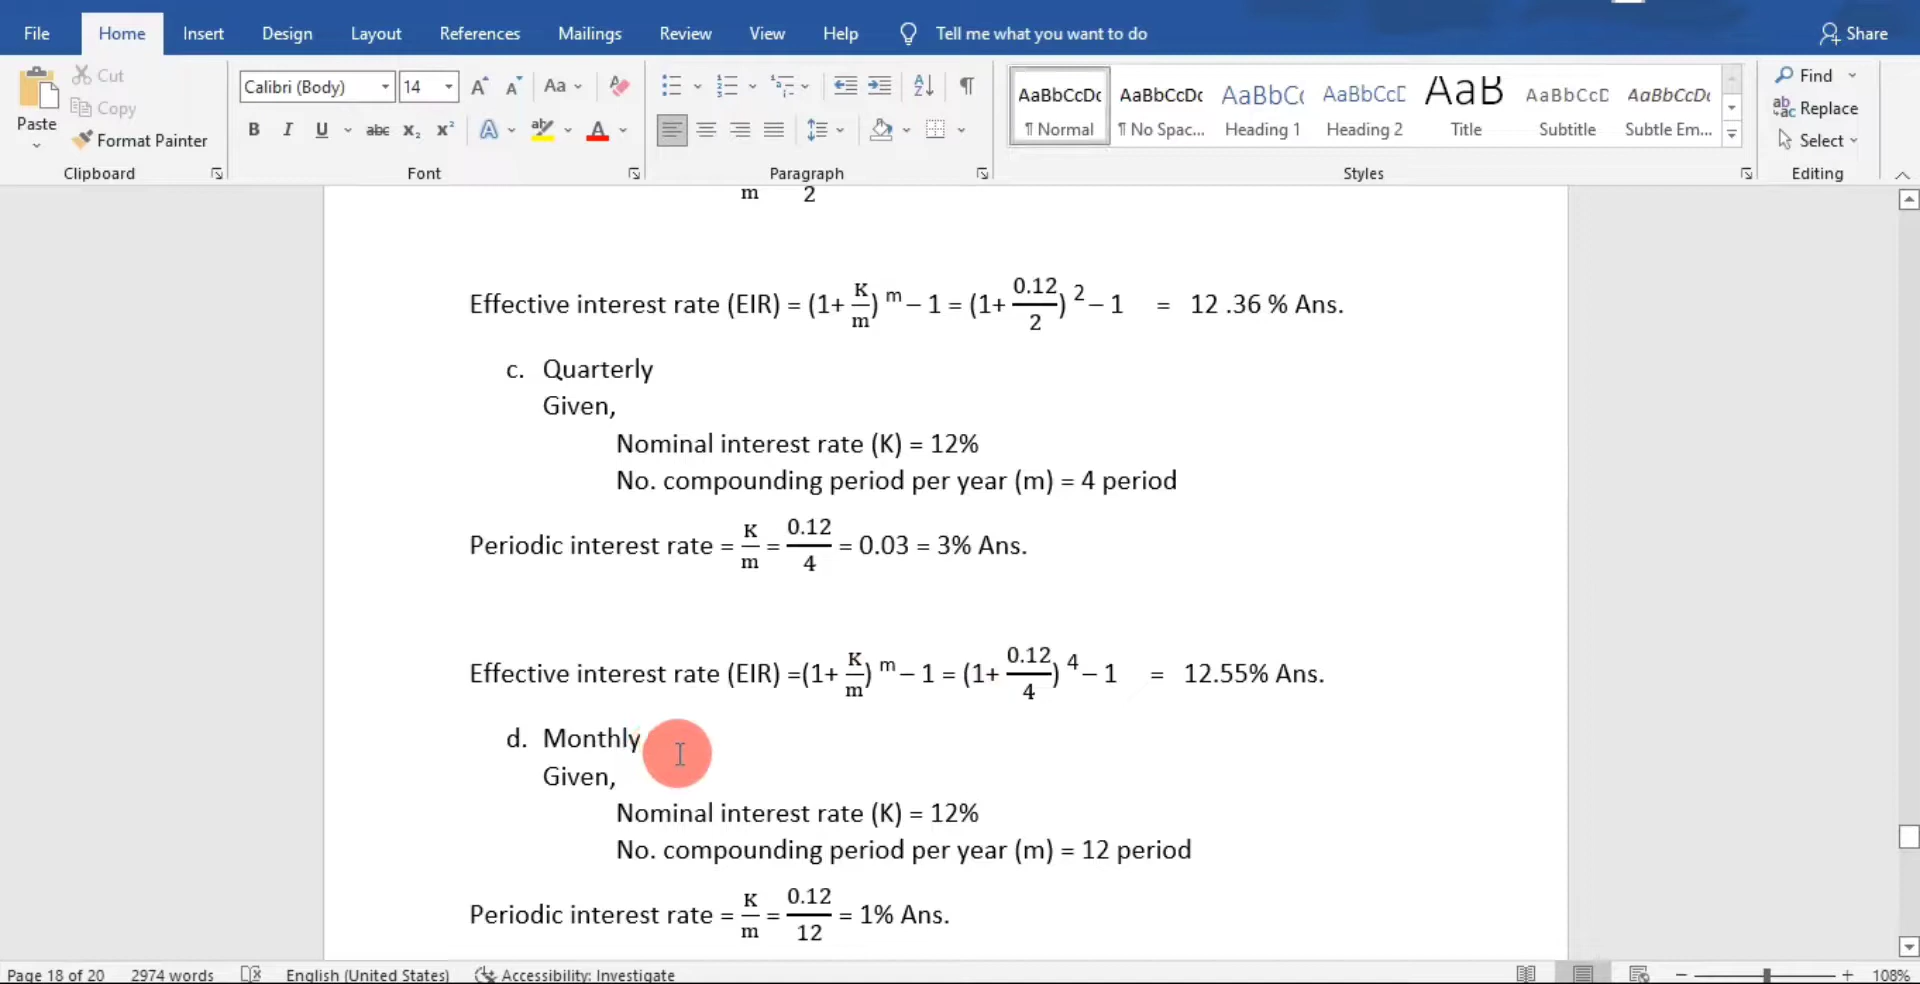 File Home Insert Design Layout References Mailings Review View Help Tell me what you want to do Share
Paste Cut Copy Format Painter Clipboard
Calibri (Body) 14 A A Aa
B I U abc x₂ x² A ab A
Font Paragraph
AaBbCcDc ¶ Normal
AaBbCcDc ¶ No Spac...
AaBbCc Heading 1
AaBbCcD Heading 2
AaB Title
AaBbCcD Subtitle
AaBbCcDc Subtle Em...
Styles
Find
Replace
Select
Editing
m 2
Effective interest rate (EIR) = (1+ K/m) ᵐ – 1 = (1+ 0.12/2) ² – 1 = 12 .36 % Ans.
c. Quarterly
Given,
Nominal interest rate (K) = 12%
No. compounding period per year (m) = 4 period
Periodic interest rate = K/m = 0.12/4 = 0.03 = 3% Ans.
Effective interest rate (EIR) =(1+ K/m) ᵐ – 1 = (1+ 0.12/4) ⁴ – 1 = 12.55% Ans.
d. Monthly
Given,
Nominal interest rate (K) = 12%
No. compounding period per year (m) = 12 period
Periodic interest rate = K/m = 0.12/12 = 1% Ans.
Page 18 of 20 2974 words English (United States) Accessibility: Investigate 108%